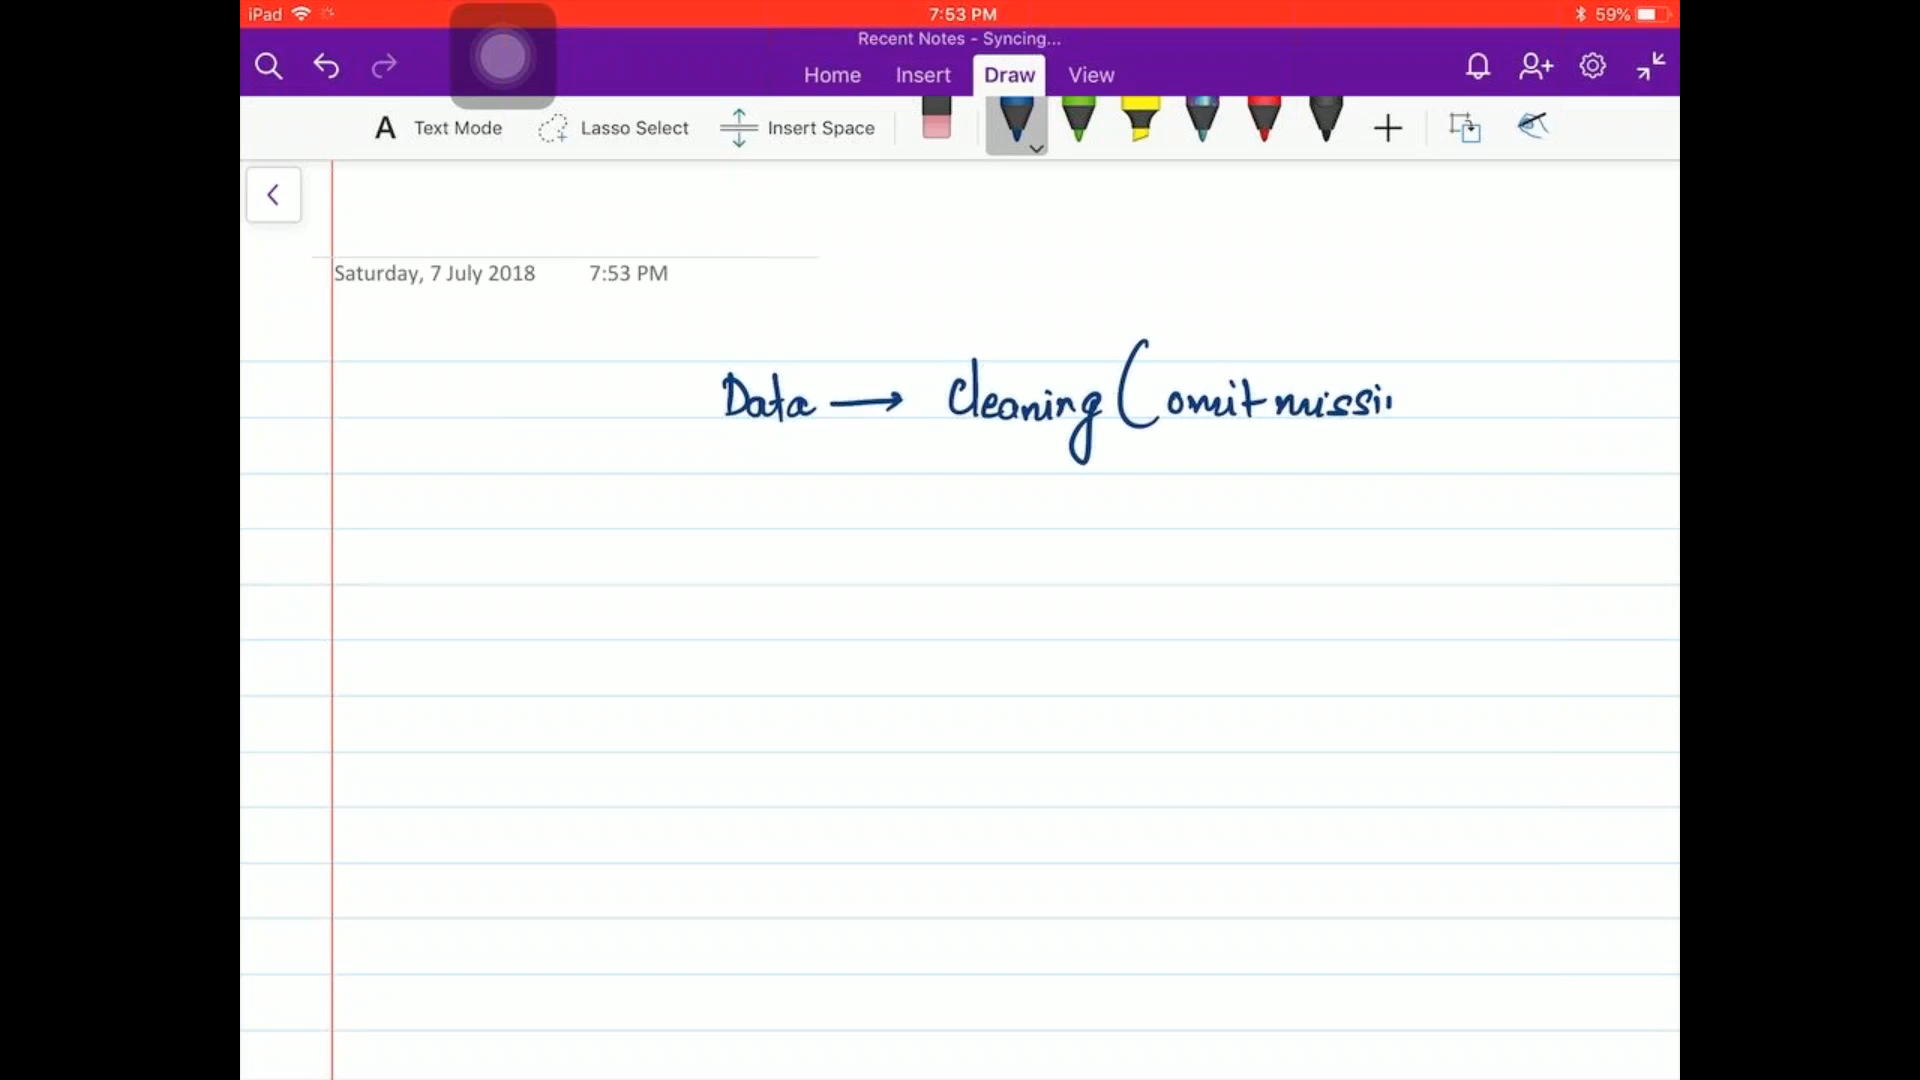 iPad 7:53 PM 59%
Recent Notes - Syncing...
Home Insert Draw View
A Text Mode Lasso Select Insert Space
Saturday, 7 July 2018 7:53 PM
Data → Cleaning ( omit missi